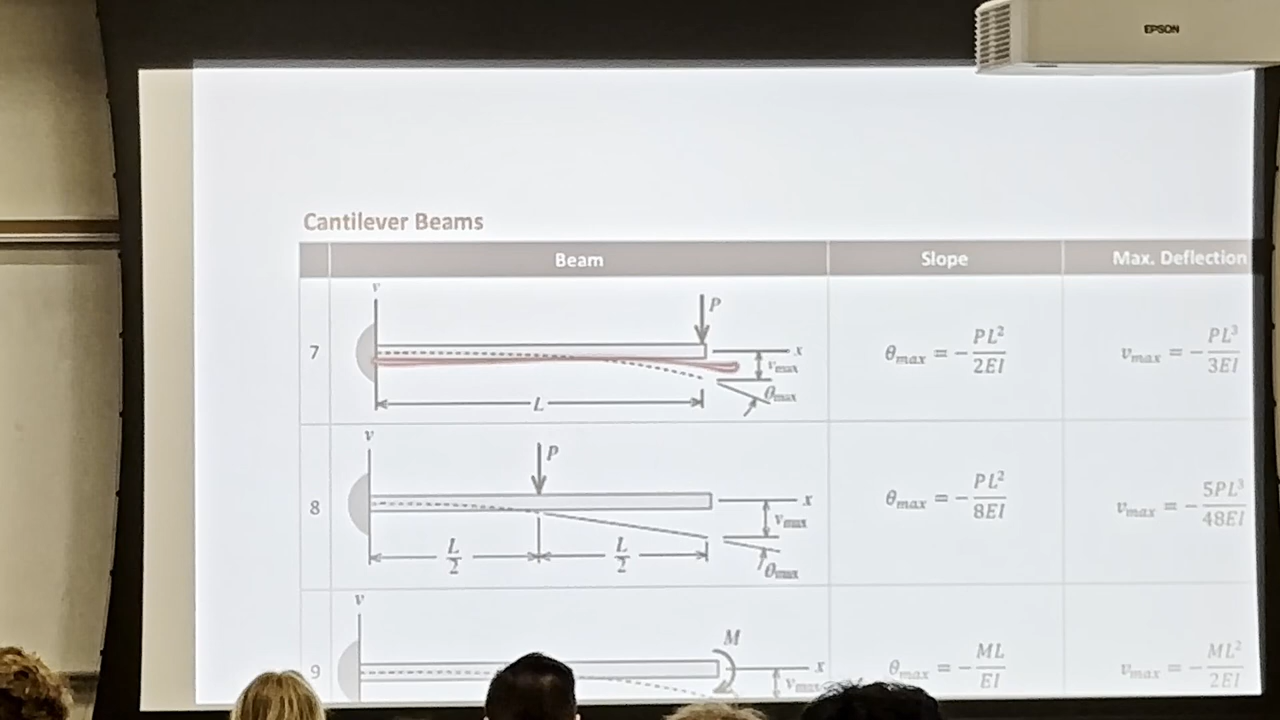 EPSON
Cantilever Beams
Beam Slope Max. Deflection
7
v
P
x
v_max
θ_max
L
θ_max = −PL²/2EI
v_max = −PL³/3EI
8
v
P
x
v_max
θ_max
L/2 L/2
θ_max = −PL²/8EI
v_max = −5PL³/48EI
9
v
M
x
v_max
θ_max = −ML/EI
v_max = −ML²/2EI